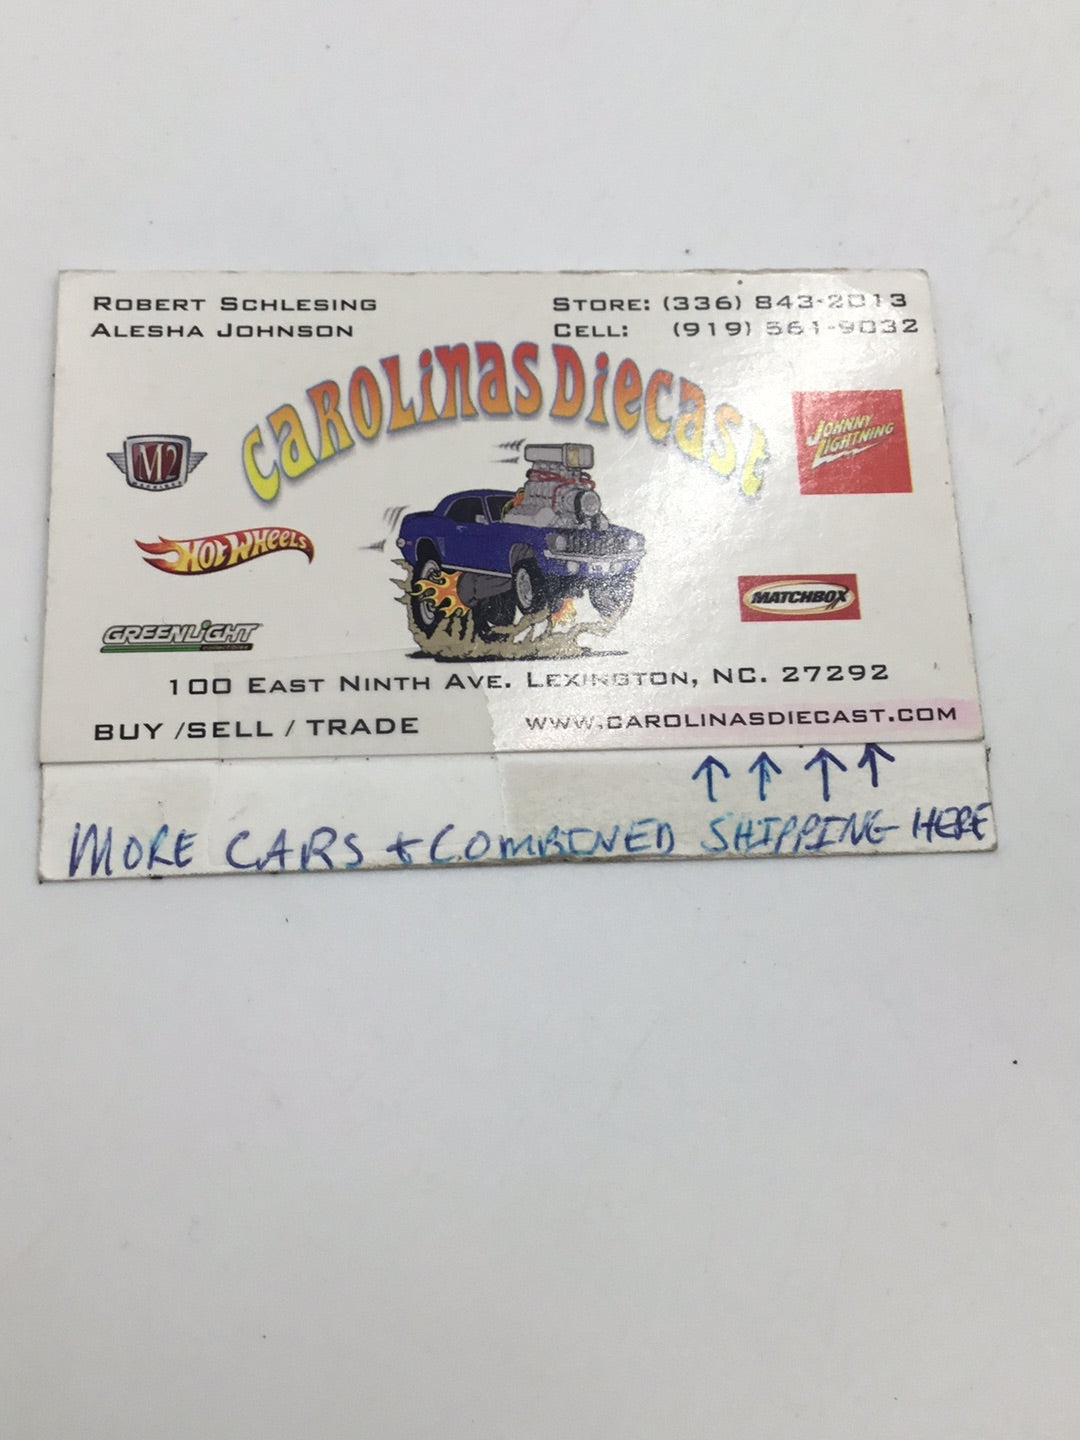 ROBERT SCHLESING
ALESHA JOHNSON
STORE: (336) 843-2013
CELL: (919) 561-9032
CAROLINAS DIECAST
M2
MACHINES
JOHNNY
LIGHTNING
HOT WHEELS
MATCHBOX
GREENLIGHT
COLLECTIBLES
100 EAST NINTH AVE. LEXINGTON, NC. 27292
BUY /SELL / TRADE
WWW.CAROLINASDIECAST.COM
↑ ↑ ↑ ↑
MORE CARS + COMBINED SHIPPING HERE